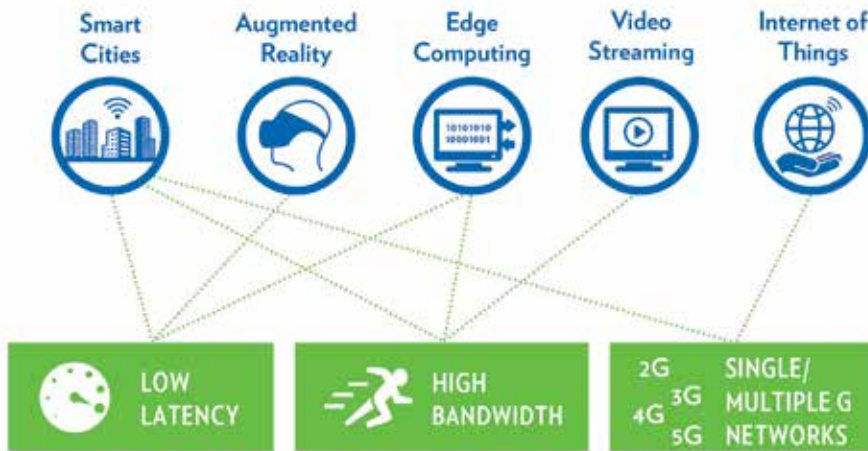 Smart
Cities
Augmented
Reality
Edge
Computing
Video
Streaming
Internet of
Things
10101010
10001001
LOW
LATENCY
HIGH
BANDWIDTH
2G
3G
4G
5G
SINGLE/
MULTIPLE G
NETWORKS